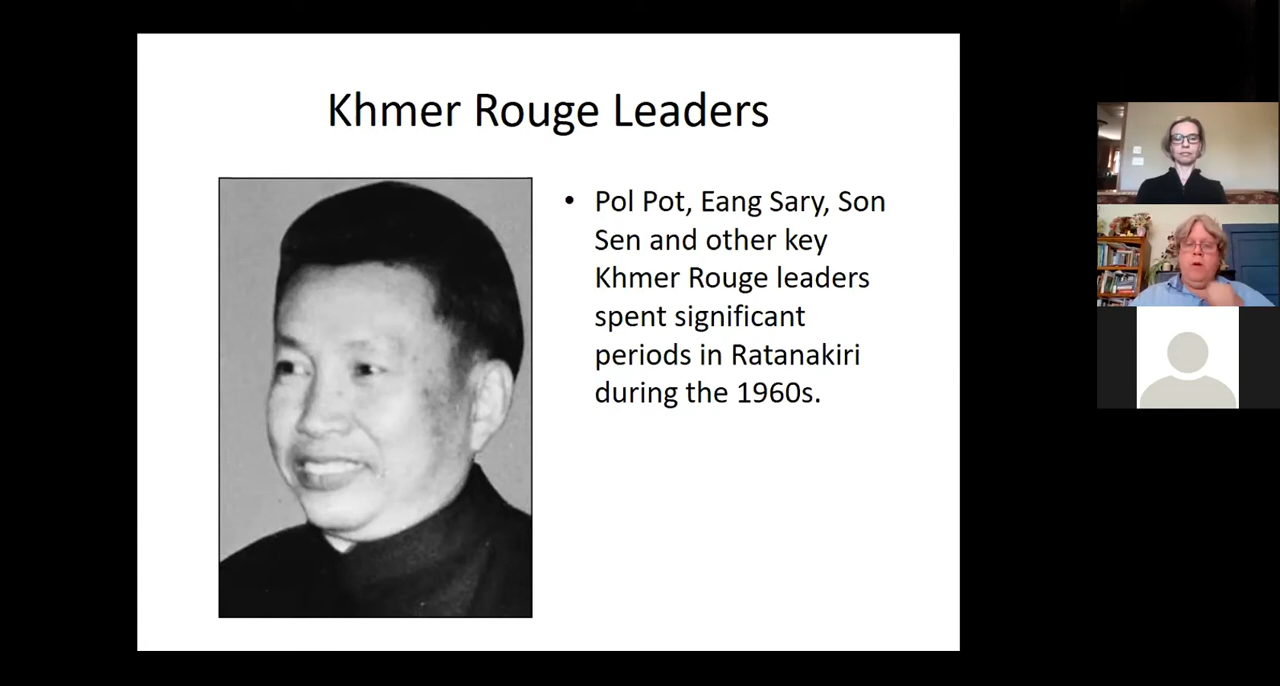 Khmer Rouge Leaders
• Pol Pot, Eang Sary, Son
Sen and other key
Khmer Rouge leaders
spent significant
periods in Ratanakiri
during the 1960s.